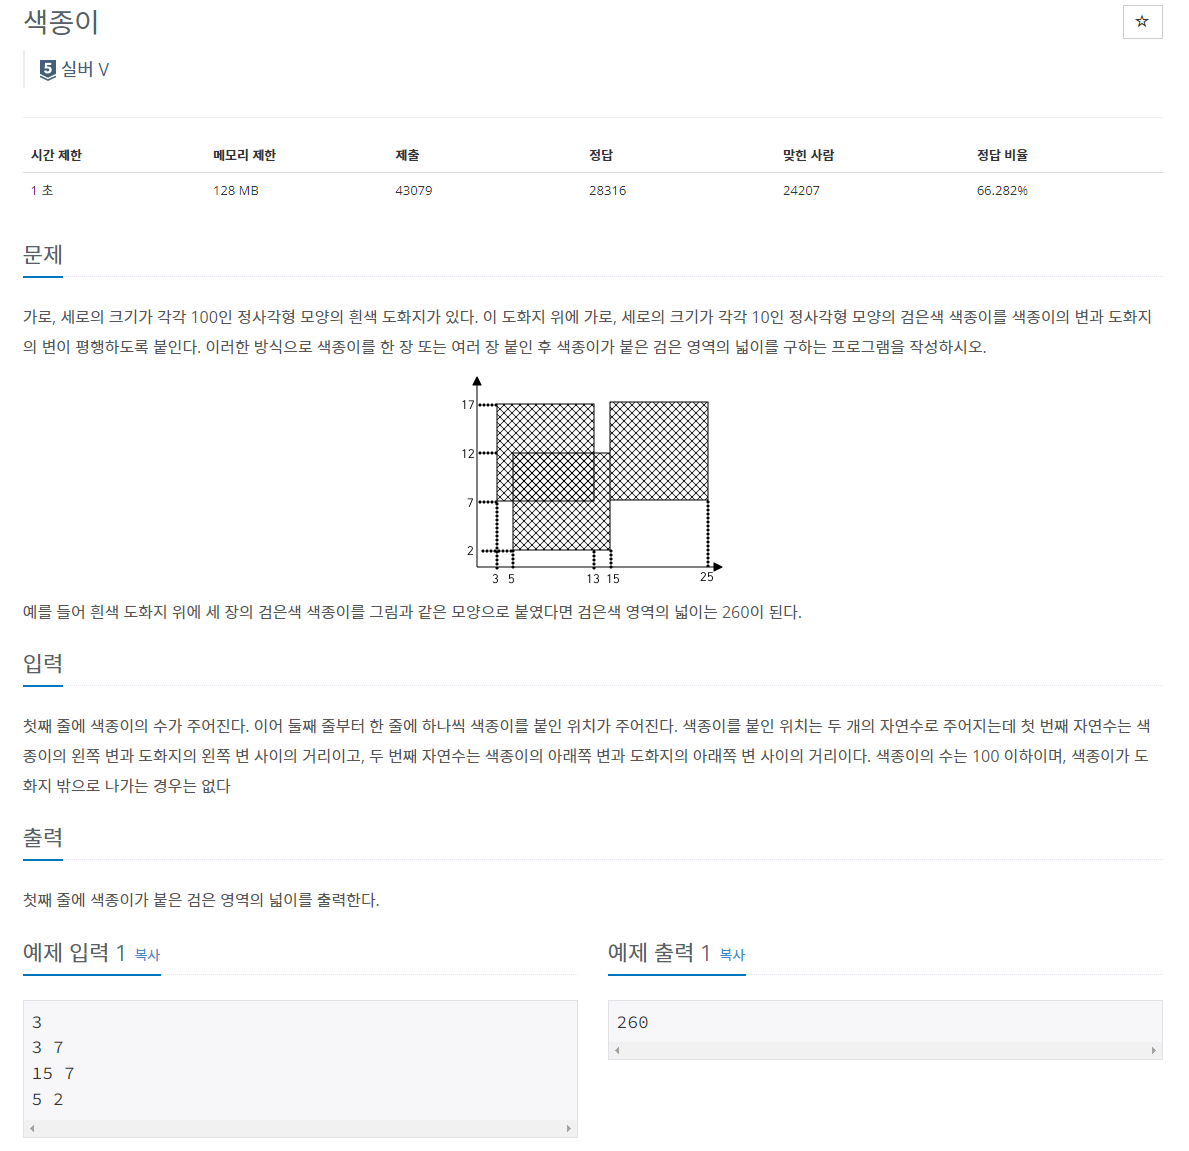 색종이
☆
5 실버 V
시간 제한 메모리 제한 제출 정답 맞힌 사람 정답 비율
1 초 128 MB 43079 28316 24207 66.282%
문제
가로, 세로의 크기가 각각 100인 정사각형 모양의 흰색 도화지가 있다. 이 도화지 위에 가로, 세로의 크기가 각각 10인 정사각형 모양의 검은색 색종이를 색종이의 변과 도화지
의 변이 평행하도록 붙인다. 이러한 방식으로 색종이를 한 장 또는 여러 장 붙인 후 색종이가 붙은 검은 영역의 넓이를 구하는 프로그램을 작성하시오.
17
12
7
2
3 5 13 15 25
예를 들어 흰색 도화지 위에 세 장의 검은색 색종이를 그림과 같은 모양으로 붙였다면 검은색 영역의 넓이는 260이 된다.
입력
첫째 줄에 색종이의 수가 주어진다. 이어 둘째 줄부터 한 줄에 하나씩 색종이를 붙인 위치가 주어진다. 색종이를 붙인 위치는 두 개의 자연수로 주어지는데 첫 번째 자연수는 색
종이의 왼쪽 변과 도화지의 왼쪽 변 사이의 거리이고, 두 번째 자연수는 색종이의 아래쪽 변과 도화지의 아래쪽 변 사이의 거리이다. 색종이의 수는 100 이하이며, 색종이가 도
화지 밖으로 나가는 경우는 없다
출력
첫째 줄에 색종이가 붙은 검은 영역의 넓이를 출력한다.
예제 입력 1 복사
3
3 7
15 7
5 2
예제 출력 1 복사
260